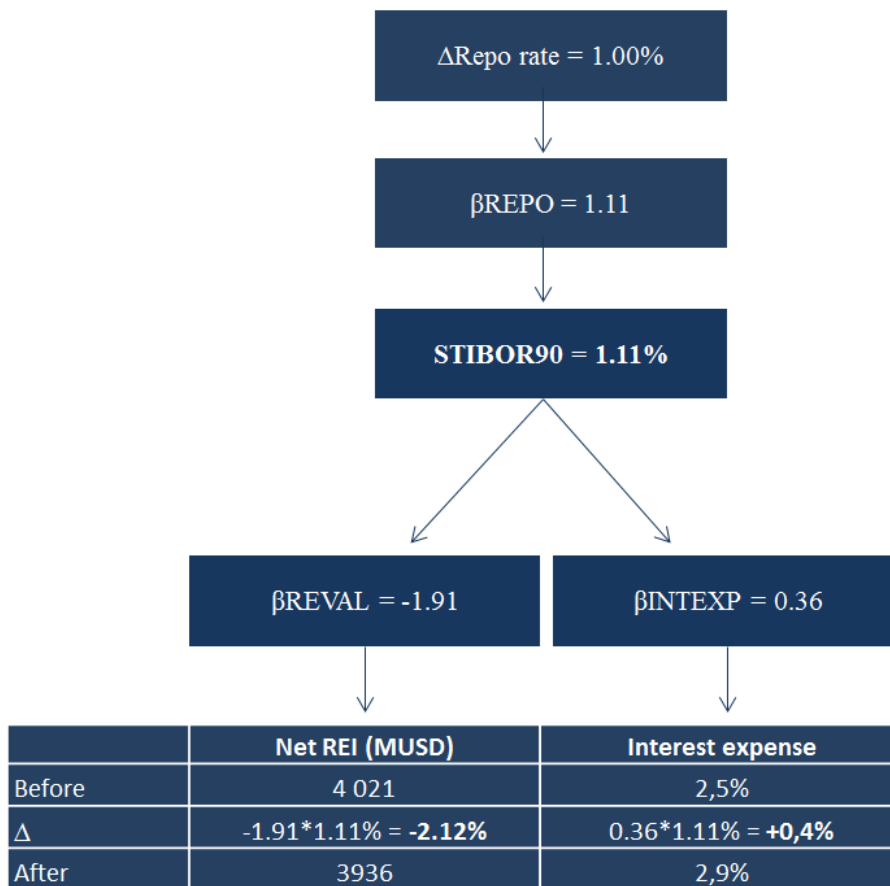 ΔRepo rate = 1.00%
βREPO = 1.11
STIBOR90 = 1.11%
βREVAL = -1.91
βINTEXP = 0.36
Net REI (MUSD) Interest expense
Before 4 021 2,5%
Δ -1.91*1.11% = -2.12% 0.36*1.11% = +0,4%
After 3936 2,9%